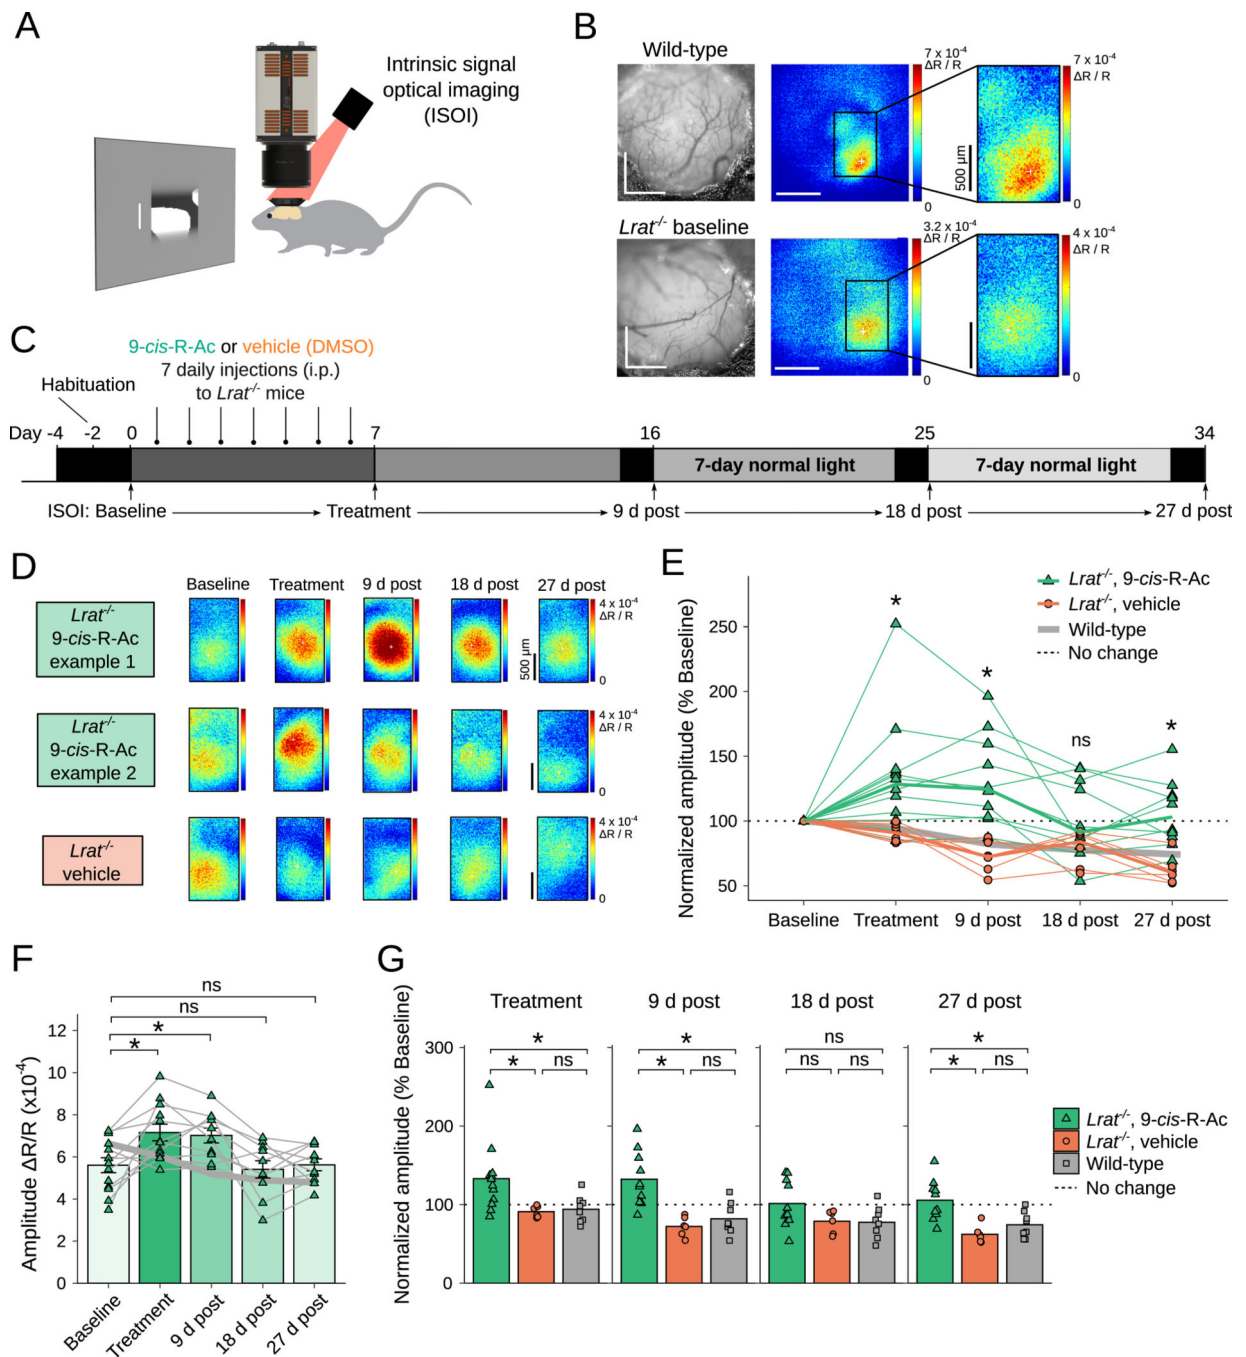 A
Intrinsic signal
optical imaging
(ISOI)
B
Wild-type
7 x 10-4
ΔR / R
0
500 µm
7 x 10-4
ΔR / R
0
Lrat-/- baseline
3.2 x 10-4
ΔR / R
0
4 x 10-4
ΔR / R
0
C
9-cis-R-Ac or vehicle (DMSO)
7 daily injections (i.p.)
to Lrat-/- mice
Habituation
Day -4 -2 0 7 16 25 34
7-day normal light 7-day normal light
ISOI: Baseline Treatment 9 d post 18 d post 27 d post
D
Baseline Treatment 9 d post 18 d post 27 d post
Lrat-/-
9-cis-R-Ac
example 1
500 µm
4 x 10-4
ΔR / R
0
Lrat-/-
9-cis-R-Ac
example 2
4 x 10-4
ΔR / R
0
Lrat-/-
vehicle
4 x 10-4
ΔR / R
0
E
Lrat-/-, 9-cis-R-Ac
Lrat-/-, vehicle
Wild-type
No change
Normalized amplitude (% Baseline)
250
200
150
100
50
* * ns *
Baseline Treatment 9 d post 18 d post 27 d post
F
ns
ns
*
*
Amplitude ΔR/R (x10-4)
12
10
8
6
4
2
0
Baseline Treatment 9 d post 18 d post 27 d post
G
Treatment 9 d post 18 d post 27 d post
Normalized amplitude (% Baseline)
300
200
100
0
* * ns *
* ns * ns ns ns * ns
Lrat-/-, 9-cis-R-Ac
Lrat-/-, vehicle
Wild-type
No change